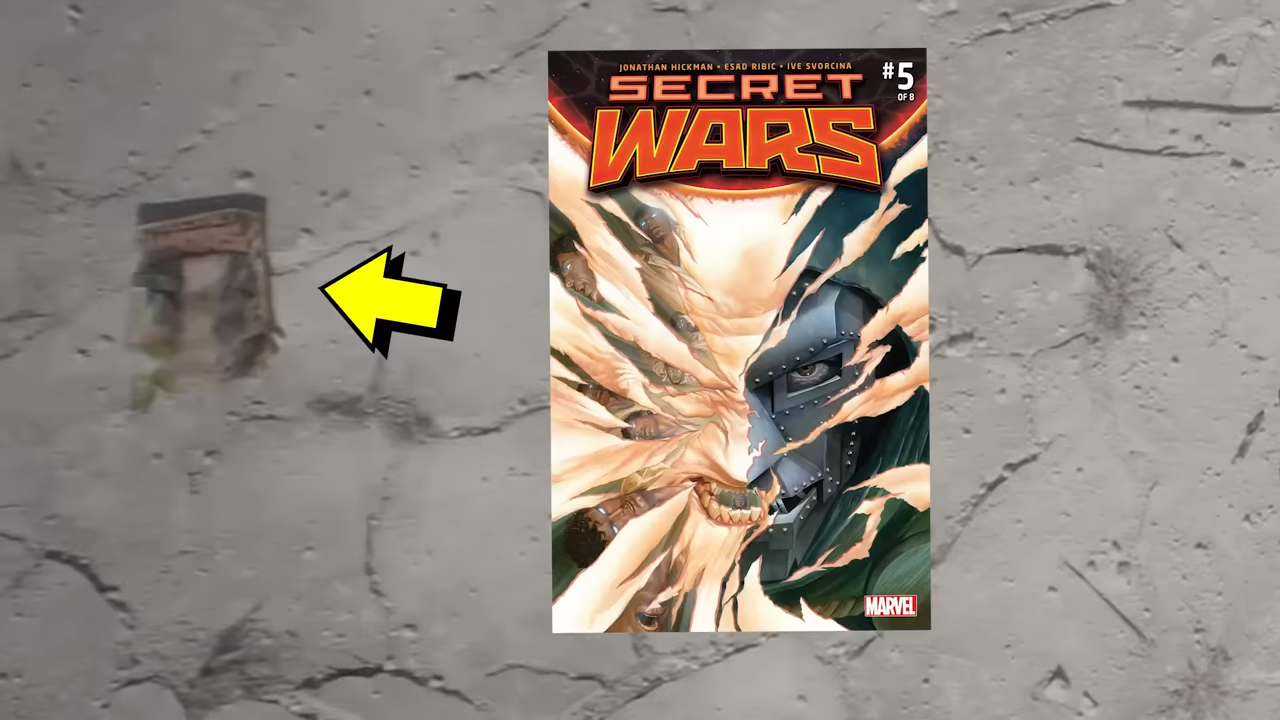 JONATHAN HICKMAN • ESAD RIBIC • IVE SVORCINA
SECRET
WARS
#5
OF 8
MARVEL